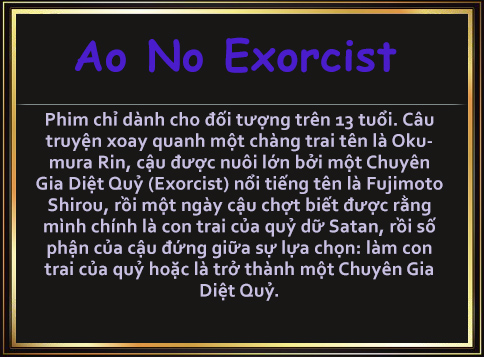 Ao No Exorcist
Phim chỉ dành cho đối tượng trên 13 tuổi. Câu
truyện xoay quanh một chàng trai tên là Oku-
mura Rin, cậu được nuôi lớn bởi một Chuyên
Gia Diệt Quỷ (Exorcist) nổi tiếng tên là Fujimoto
Shirou, rồi một ngày cậu chợt biết được rằng
mình chính là con trai của quỷ dữ Satan, rồi số
phận của cậu đứng giữa sự lựa chọn: làm con
trai của quỷ hoặc là trở thành một Chuyên Gia
Diệt Quỷ.